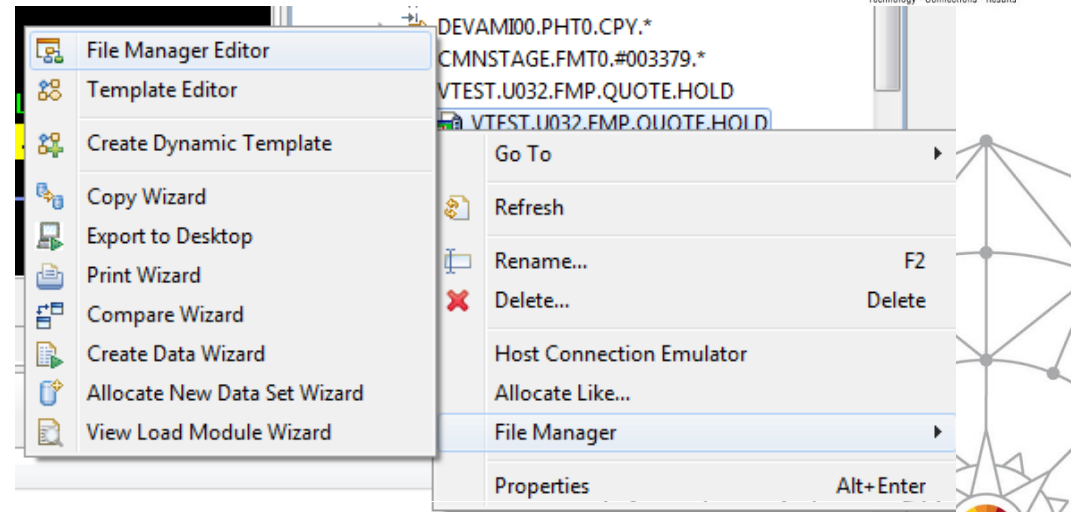 Technology · Connections · Results
DEVAMI00.PHT0.CPY.*
CMNSTAGE.FMT0.#003379.*
VTEST.U032.FMP.QUOTE.HOLD
VTEST.U032.FMP.QUOTE.HOLD
File Manager Editor
Template Editor
Create Dynamic Template
Copy Wizard
Export to Desktop
Print Wizard
Compare Wizard
Create Data Wizard
Allocate New Data Set Wizard
View Load Module Wizard
Go To
Refresh
Rename... F2
Delete... Delete
Host Connection Emulator
Allocate Like...
File Manager
Properties Alt+Enter